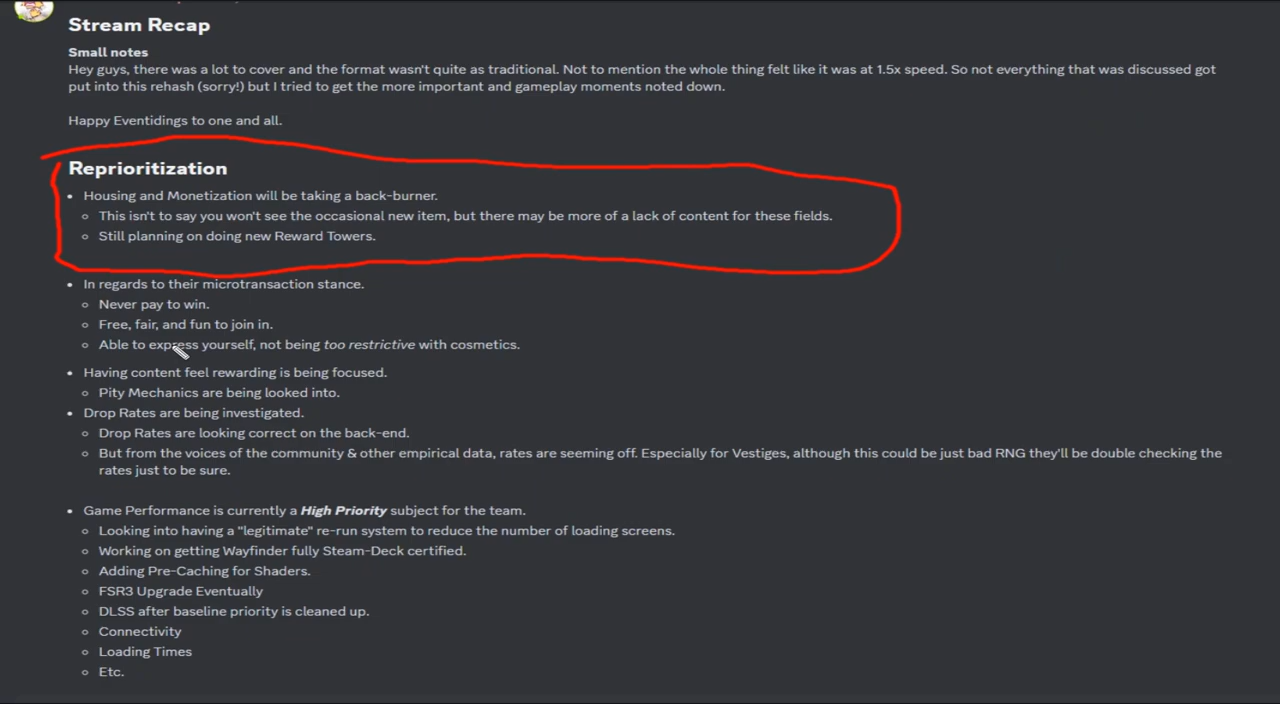 Stream Recap
Small notes
Hey guys, there was a lot to cover and the format wasn't quite as traditional. Not to mention the whole thing felt like it was at 1.5x speed. So not everything that was discussed got
put into this rehash (sorry!) but I tried to get the more important and gameplay moments noted down.
Happy Eventidings to one and all.
Reprioritization
Housing and Monetization will be taking a back-burner.
This isn't to say you won't see the occasional new item, but there may be more of a lack of content for these fields.
Still planning on doing new Reward Towers.
In regards to their microtransaction stance.
Never pay to win.
Free, fair, and fun to join in.
Able to express yourself, not being too restrictive with cosmetics.
Having content feel rewarding is being focused.
Pity Mechanics are being looked into.
Drop Rates are being investigated.
Drop Rates are looking correct on the back-end.
But from the voices of the community & other empirical data, rates are seeming off. Especially for Vestiges, although this could be just bad RNG they'll be double checking the
rates just to be sure.
Game Performance is currently a High Priority subject for the team.
Looking into having a "legitimate" re-run system to reduce the number of loading screens.
Working on getting Wayfinder fully Steam-Deck certified.
Adding Pre-Caching for Shaders.
FSR3 Upgrade Eventually
DLSS after baseline priority is cleaned up.
Connectivity
Loading Times
Etc.